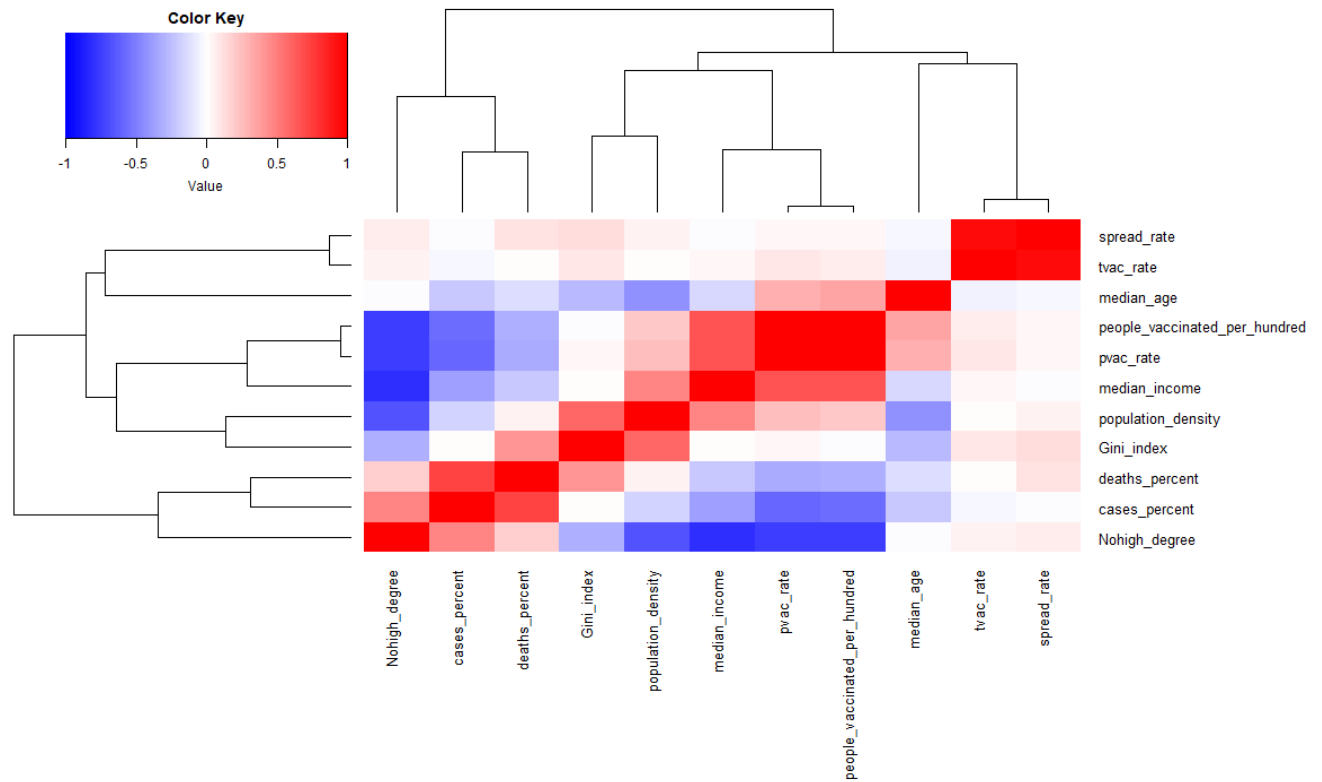 Color Key
-1 -0.5 0 0.5 1
Value
spread_rate
tvac_rate
median_age
people_vaccinated_per_hundred
pvac_rate
median_income
population_density
Gini_index
deaths_percent
cases_percent
Nohigh_degree
Nohigh_degree
cases_percent
deaths_percent
Gini_index
population_density
median_income
pvac_rate
people_vaccinated_per_hundred
median_age
tvac_rate
spread_rate